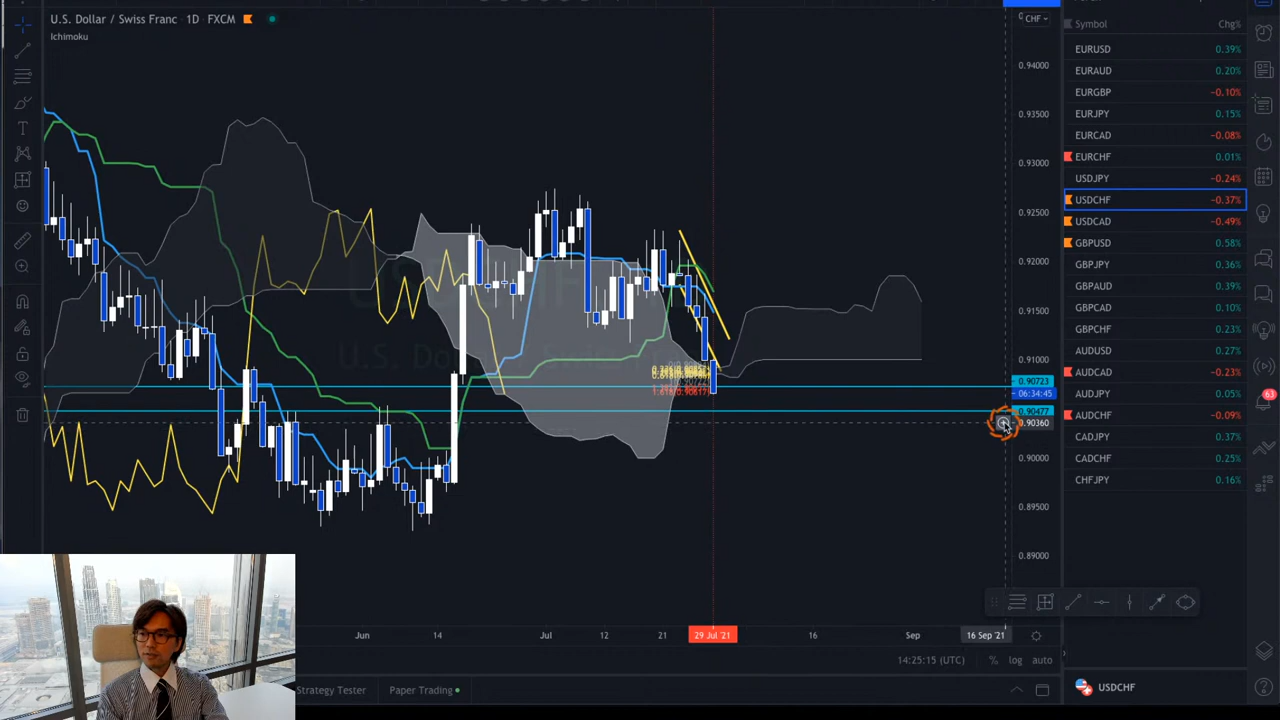 U.S. Dollar / Swiss Franc · 1D · FXCM
Ichimoku
CHF
0.94000
0.93500
0.93000
0.92500
0.92000
0.91500
0.91000
0.90723
06:34:45
0.90477
0.90360
0.90000
0.89500
0.89000
Jun
14
Jul
12
21
29 Jul '21
16
Sep
16 Sep '21
14:25:15 (UTC)
%
log
auto
Strategy Tester
Paper Trading
Symbol Chg%
EURUSD 0.39%
EURAUD 0.20%
EURGBP −0.10%
EURJPY 0.15%
EURCAD −0.08%
EURCHF 0.01%
USDJPY −0.24%
USDCHF −0.37%
USDCAD −0.49%
GBPUSD 0.58%
GBPJPY 0.36%
GBPAUD 0.39%
GBPCAD 0.10%
GBPCHF 0.23%
AUDUSD 0.27%
AUDCAD −0.23%
AUDJPY 0.05%
AUDCHF −0.09%
CADJPY 0.37%
CADCHF 0.25%
CHFJPY 0.16%
USDCHF
63